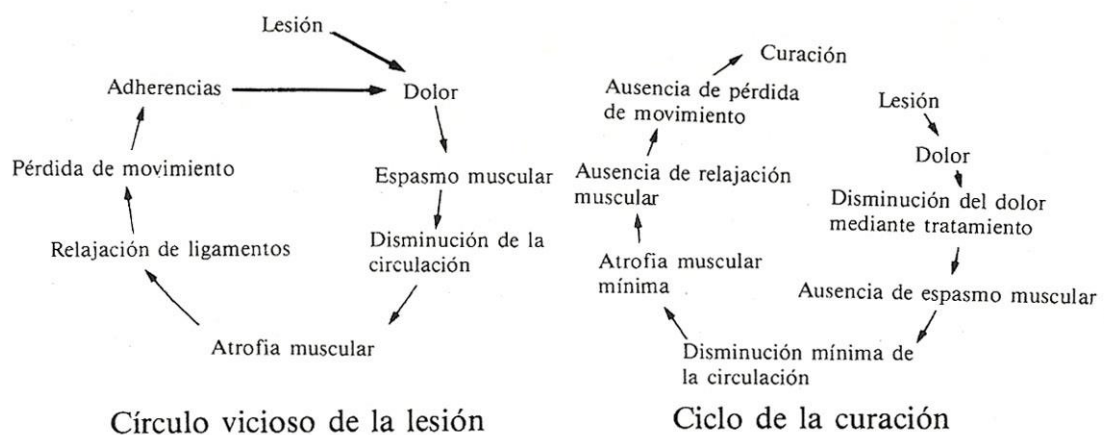 Lesión
Dolor
Espasmo muscular
Disminución de la
circulación
Atrofia muscular
Relajación de ligamentos
Pérdida de movimiento
Adherencias
Círculo vicioso de la lesión
Lesión
Dolor
Disminución del dolor
mediante tratamiento
Ausencia de espasmo muscular
Disminución mínima de
la circulación
Atrofia muscular
mínima
Ausencia de relajación
muscular
Ausencia de pérdida
de movimiento
Curación
Ciclo de la curación